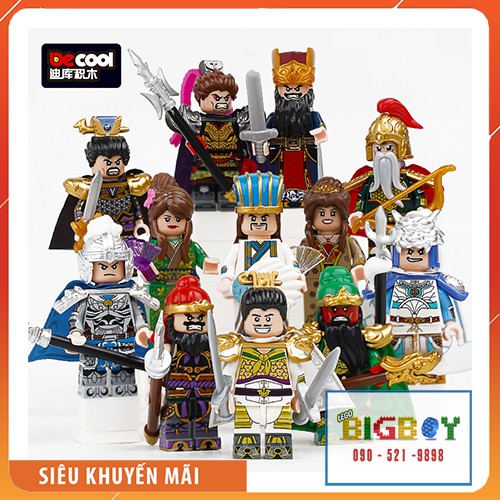 Decool
迪库积木
LEGO
BIGBOY
090 - 521 -9898
SIÊU KHUYẾN MÃI